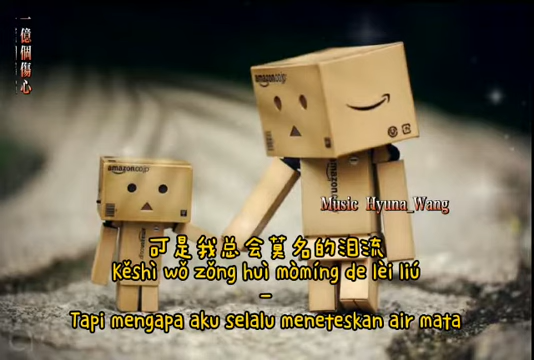 一億個傷心
amazon.co.jp
amazon.co.jp
Music Hyuna_Wang
可是我总会莫名的泪流
Kěshì wǒ zǒng huì mòmíng de lèi liú
-
Tapi mengapa aku selalu meneteskan air mata